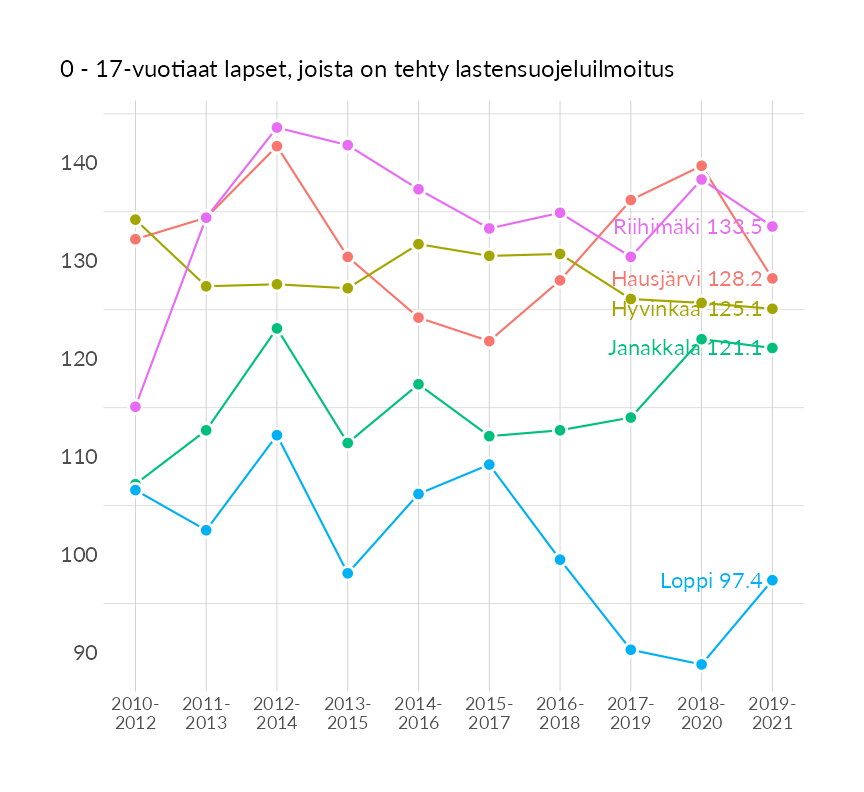 0 - 17-vuotiaat lapset, joista on tehty lastensuojeluilmoitus
140
130
120
110
100
90
Riihimäki 133.5
Hausjärvi 128.2
Hyvinkää 125.1
Janakkala 121.1
Loppi 97.4
2010- 2011- 2012- 2013- 2014- 2015- 2016- 2017- 2018- 2019-
2012 2013 2014 2015 2016 2017 2018 2019 2020 2021